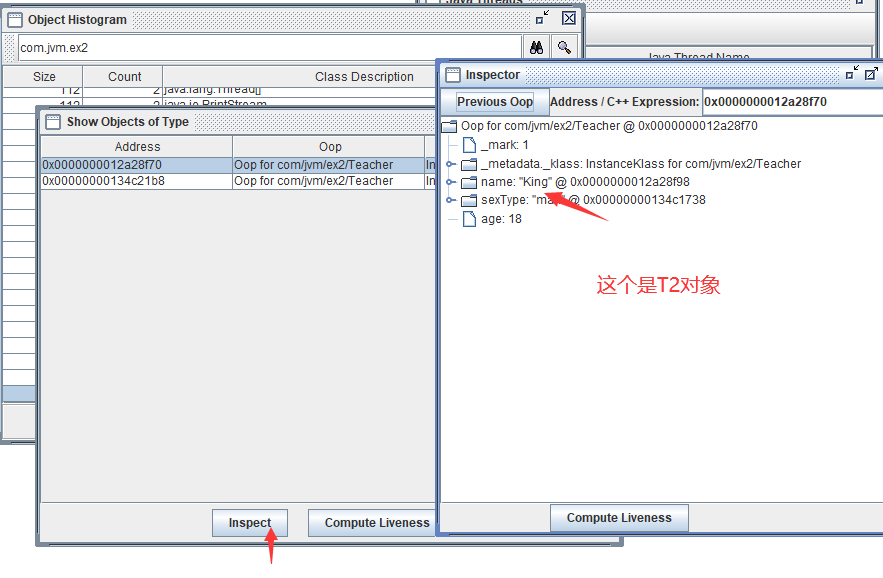 Java Threads
Object Histogram
com.jvm.ex2
Java Thread Name
Size Count Class Description
112 2 java.lang.Thread[]
112 2 java.io.PrintStream
Show Objects of Type
Address Oop
0x0000000012a28f70 Oop for com/jvm/ex2/Teacher In
0x00000000134c21b8 Oop for com/jvm/ex2/Teacher In
Inspect Compute Liveness
Inspector
Previous Oop Address / C++ Expression: 0x0000000012a28f70
Oop for com/jvm/ex2/Teacher @ 0x0000000012a28f70
_mark: 1
_metadata._klass: InstanceKlass for com/jvm/ex2/Teacher
name: "King" @ 0x0000000012a28f98
sexType: @ 0x00000000134c1738
age: 18
这个是T2对象
Compute Liveness